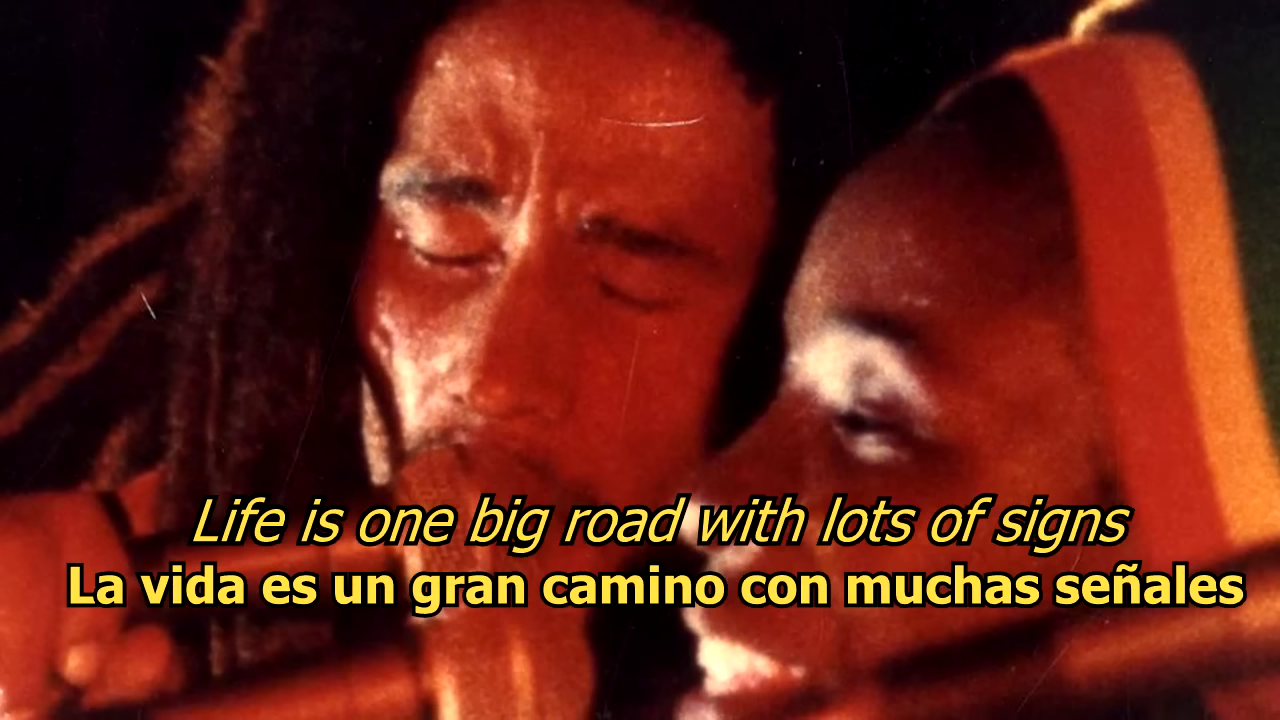 Life is one big road with lots of signs
La vida es un gran camino con muchas señales